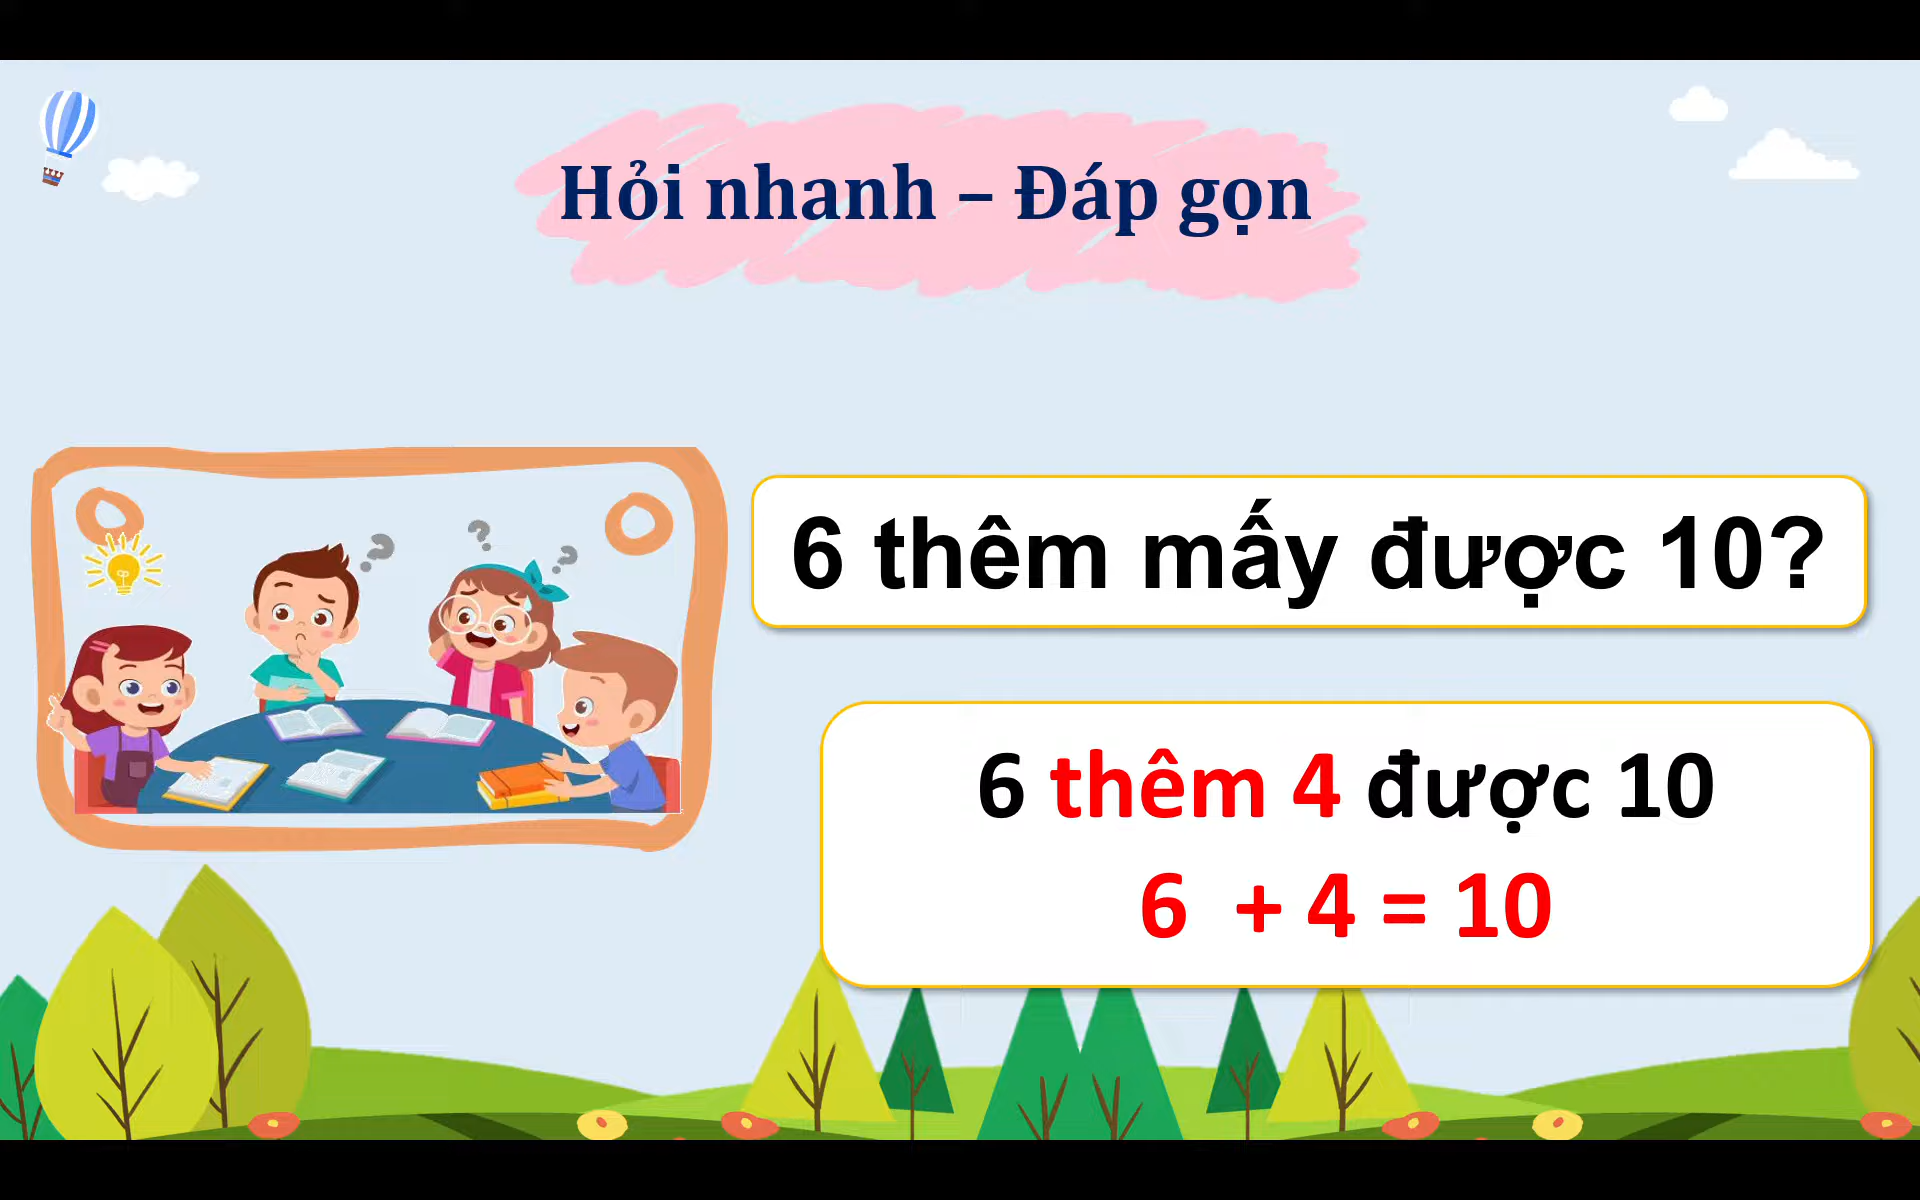 Hỏi nhanh – Đáp gọn
6 thêm mấy được 10?
6 thêm 4 được 10
6 + 4 = 10